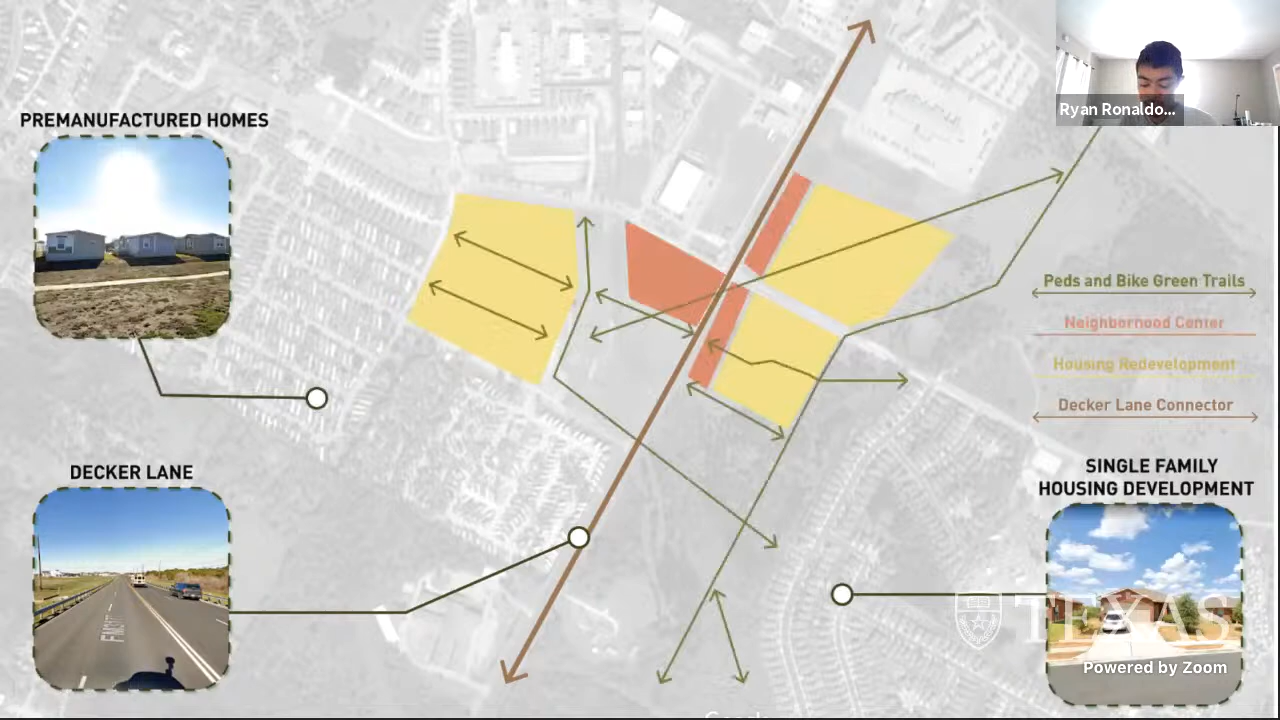 Ryan Ronaldo...
PREMANUFACTURED HOMES
Peds and Bike Green Trails
Neighborhood Center
Housing Redevelopment
Decker Lane Connector
DECKER LANE
SINGLE FAMILY
HOUSING DEVELOPMENT
TEXAS
Powered by Zoom